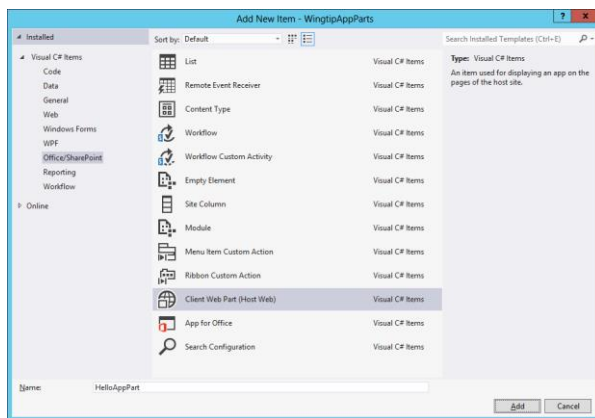 Add New Item - WingtipAppParts
? x
Installed
Visual C# Items
Code
Data
General
Web
Windows Forms
WPF
Office/SharePoint
Reporting
Workflow
Online
Sort by: Default
List Visual C# Items
Remote Event Receiver Visual C# Items
Content Type Visual C# Items
Workflow Visual C# Items
Workflow Custom Activity Visual C# Items
Empty Element Visual C# Items
Site Column Visual C# Items
Module Visual C# Items
Menu Item Custom Action Visual C# Items
Ribbon Custom Action Visual C# Items
Client Web Part (Host Web) Visual C# Items
App for Office Visual C# Items
Search Configuration Visual C# Items
Search Installed Templates (Ctrl+E)
Type: Visual C# Items
An item used for displaying an app on the
pages of the host site.
Name: HelloAppPart
Add Cancel